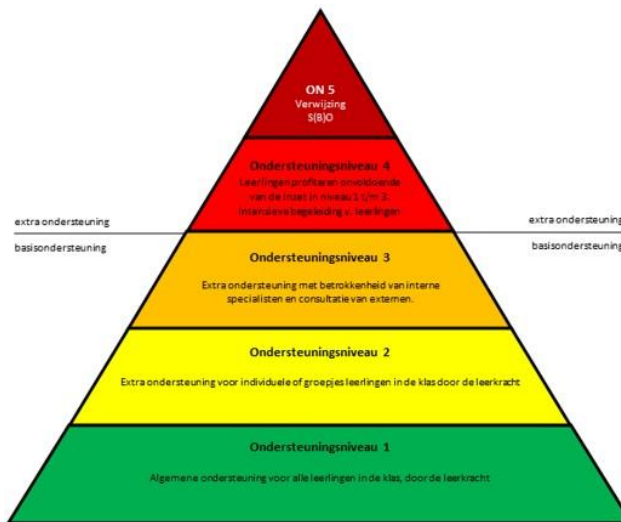 ON 5
Verwijzing
S(B)O
Ondersteuningsniveau 4
Leerlingen profiteren onvoldoende
van de inzet in niveau 1 t/m 3.
Intensieve begeleiding v. leerlingen
extra ondersteuning
extra ondersteuning
basisondersteuning
basisondersteuning
Ondersteuningsniveau 3
Extra ondersteuning met betrokkenheid van interne
specialisten en consultatie van externen.
Ondersteuningsniveau 2
Extra ondersteuning voor individuele of groepjes leerlingen in de klas door de leerkracht
Ondersteuningsniveau 1
Algemene ondersteuning voor alle leerlingen in de klas, door de leerkracht